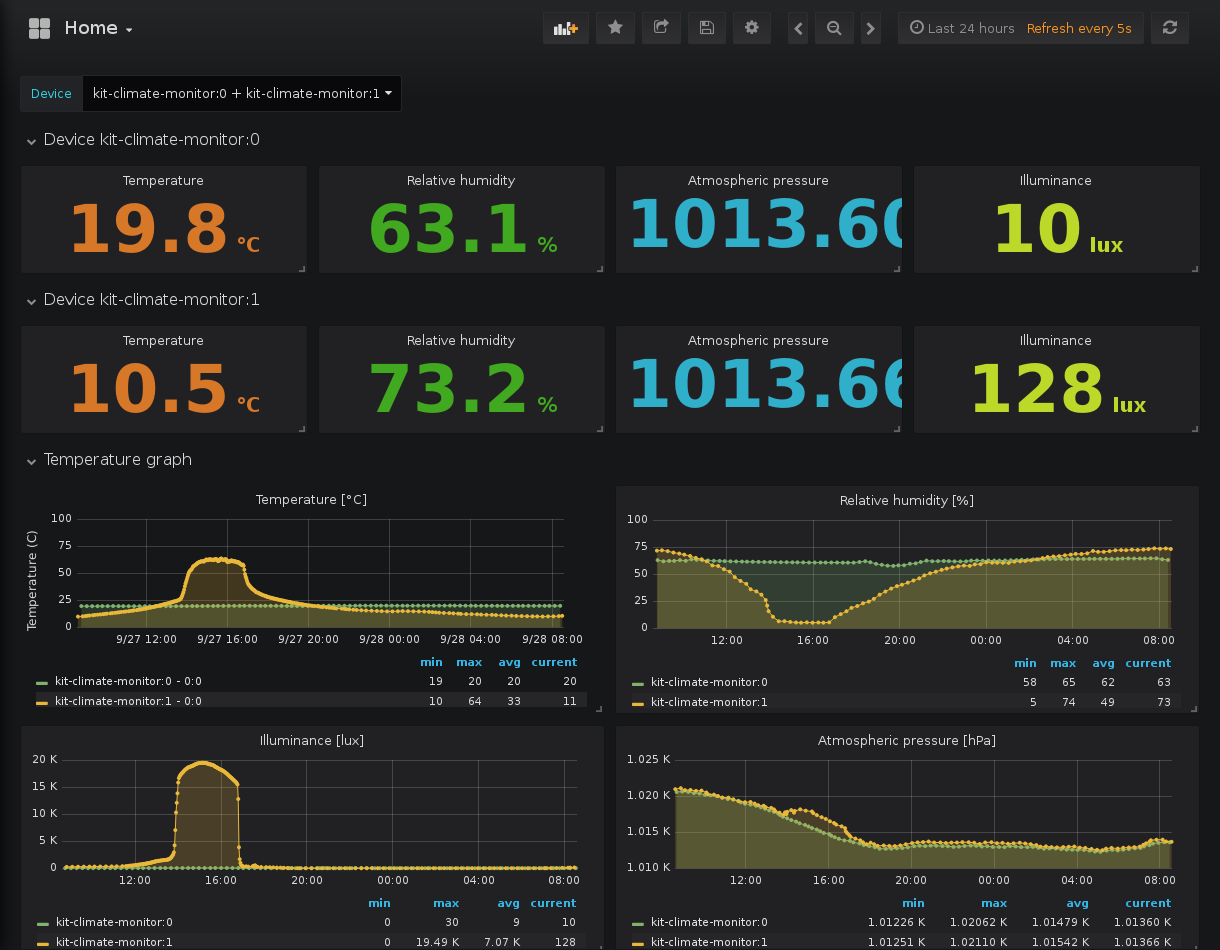 Home
Last 24 hours Refresh every 5s
Device kit-climate-monitor:0 + kit-climate-monitor:1
Device kit-climate-monitor:0
Temperature Relative humidity Atmospheric pressure Illuminance
19.8 °C 63.1 % 1013.60 10 lux
Device kit-climate-monitor:1
Temperature Relative humidity Atmospheric pressure Illuminance
10.5 °C 73.2 % 1013.66 128 lux
Temperature graph
Temperature [°C]
Temperature (C)
100
75
50
25
0
9/27 12:00 9/27 16:00 9/27 20:00 9/28 00:00 9/28 04:00 9/28 08:00
min max avg current
kit-climate-monitor:0 - 0:0 19 20 20 20
kit-climate-monitor:1 - 0:0 10 64 33 11
Relative humidity [%]
100
75
50
25
0
12:00 16:00 20:00 00:00 04:00 08:00
min max avg current
kit-climate-monitor:0 58 65 62 63
kit-climate-monitor:1 5 74 49 73
Illuminance [lux]
20 K
15 K
10 K
5 K
0
12:00 16:00 20:00 00:00 04:00 08:00
min max avg current
kit-climate-monitor:0 0 30 9 10
kit-climate-monitor:1 0 19.49 K 7.07 K 128
Atmospheric pressure [hPa]
1.025 K
1.020 K
1.015 K
1.010 K
12:00 16:00 20:00 00:00 04:00 08:00
min max avg current
kit-climate-monitor:0 1.01226 K 1.02062 K 1.01479 K 1.01360 K
kit-climate-monitor:1 1.01251 K 1.02110 K 1.01542 K 1.01366 K